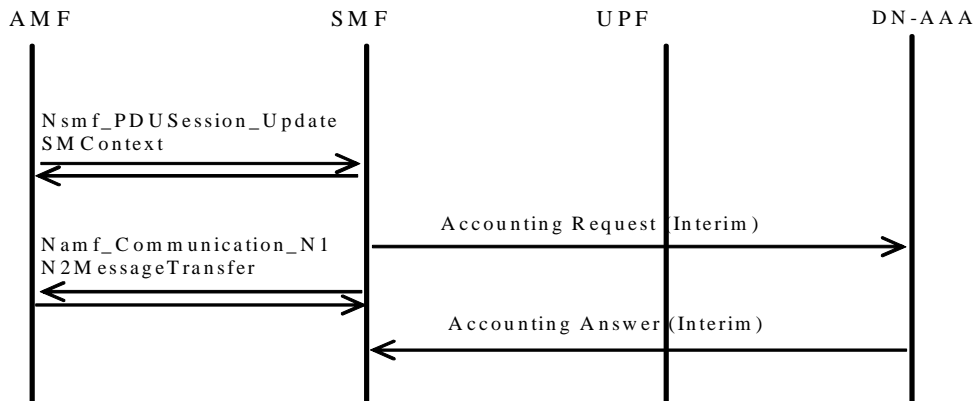 AMF SMF UPF DN-AAA
Nsmf_PDUSession_Update
SMContext
Accounting Request (Interim)
Namf_Communication_N1
N2MessageTransfer
Accounting Answer (Interim)